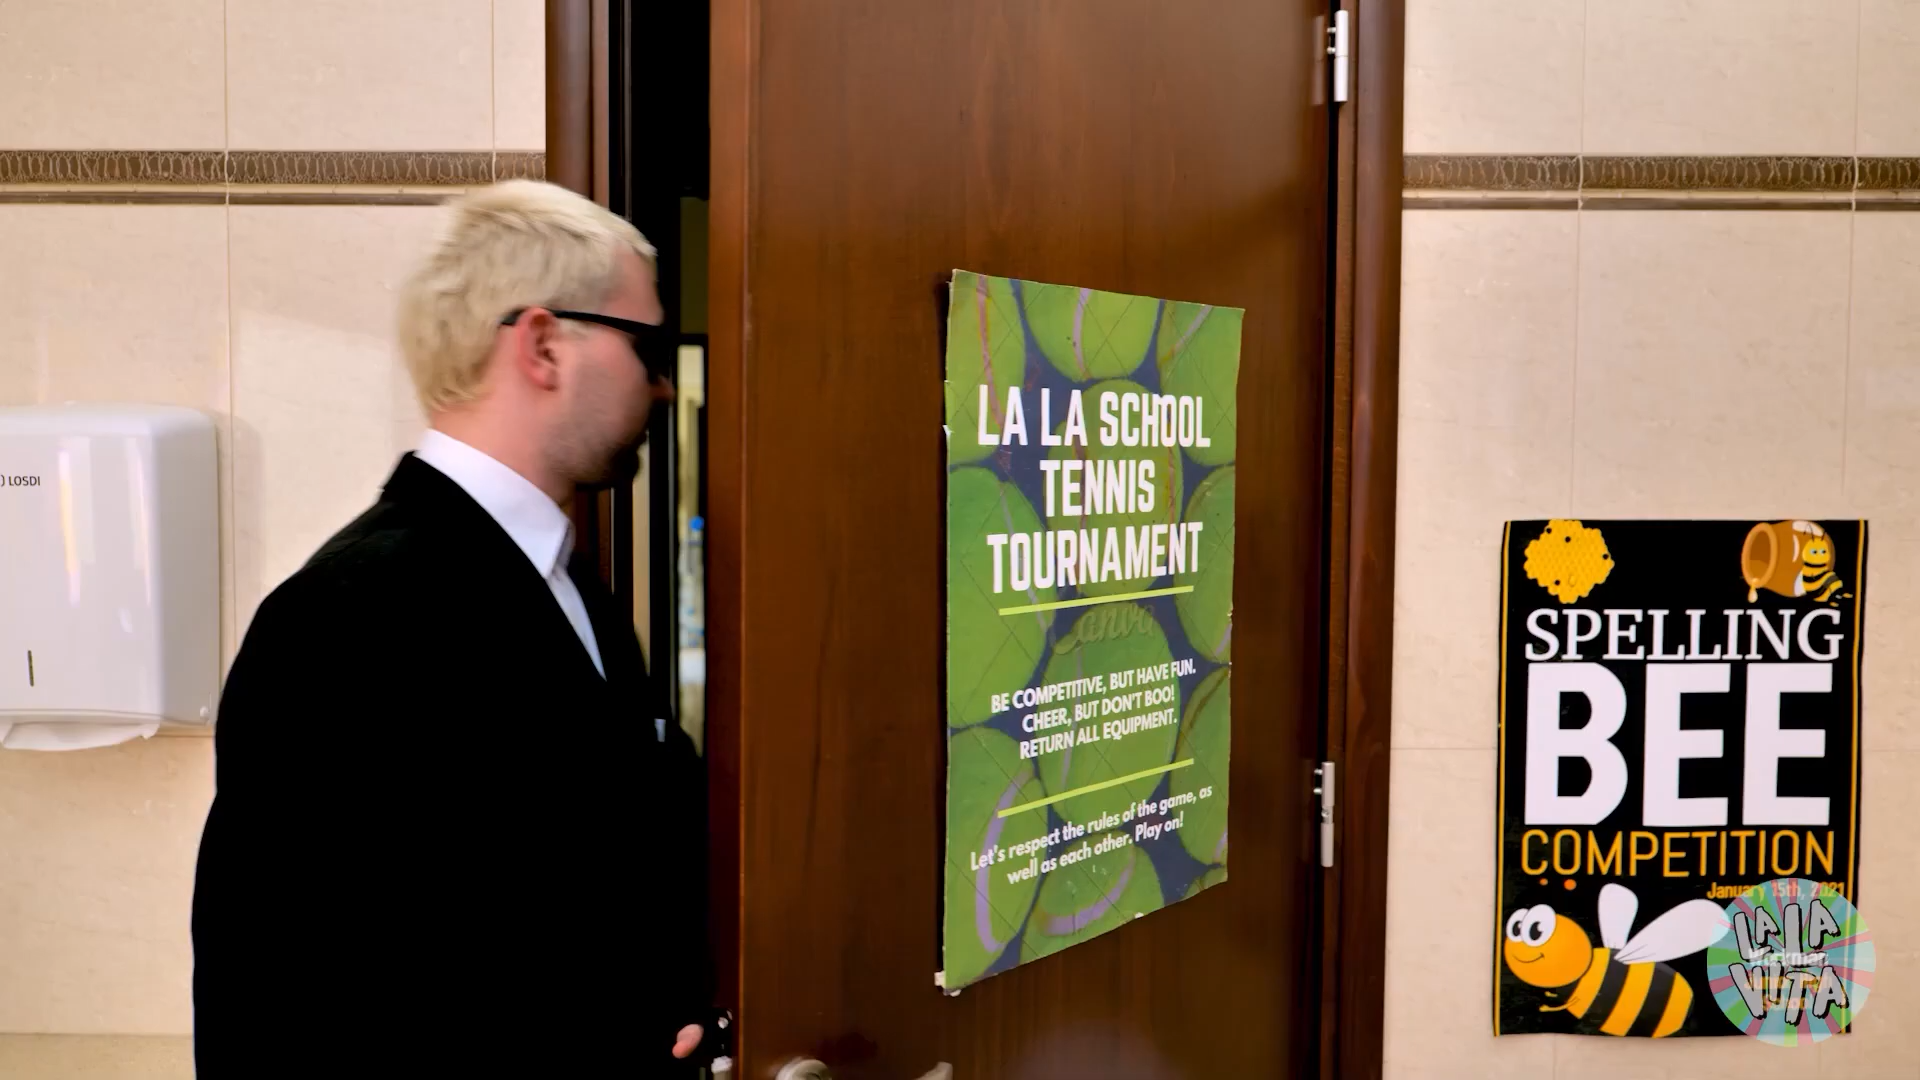 ) LOSDI
LA LA SCHOOL
TENNIS
TOURNAMENT
Canva
BE COMPETITIVE, BUT HAVE FUN.
CHEER, BUT DON'T BOO!
RETURN ALL EQUIPMENT.
Let's respect the rules of the game, as
well as each other. Play on!
SPELLING
BEE
COMPETITION
January 15th, 2021
LA LA
VITA